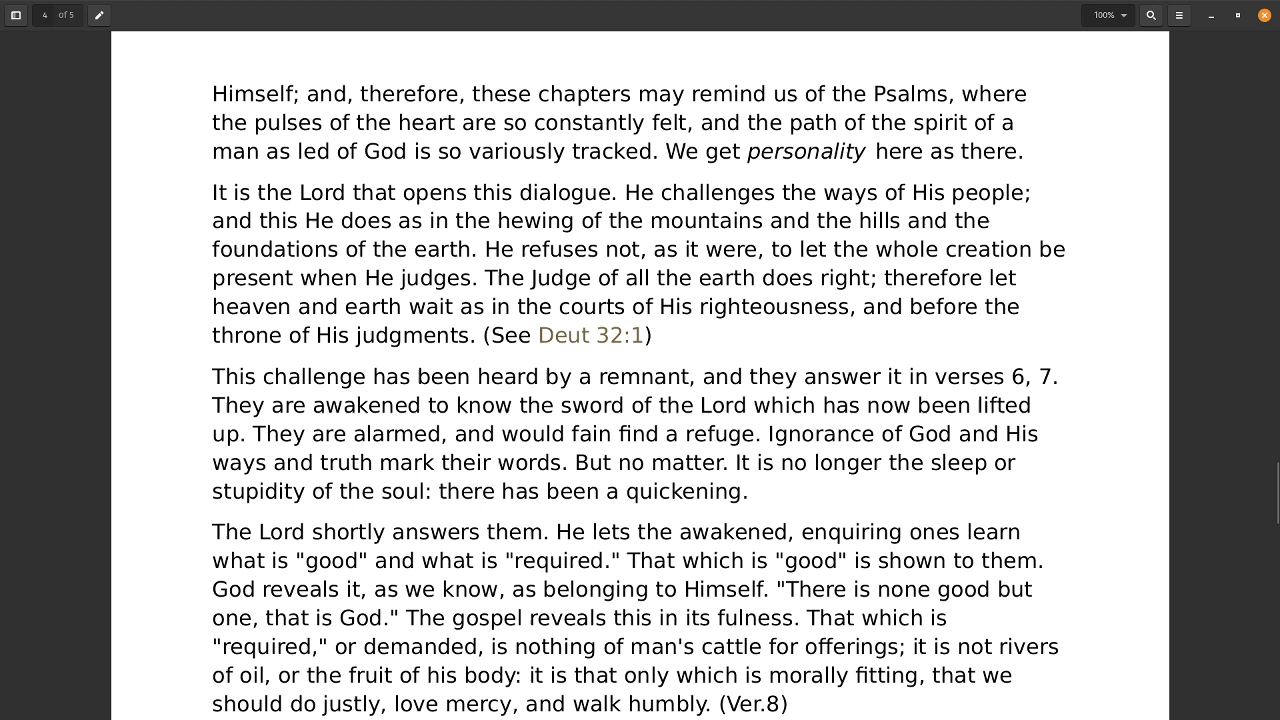 4 of 5
100%
Himself; and, therefore, these chapters may remind us of the Psalms, where
the pulses of the heart are so constantly felt, and the path of the spirit of a
man as led of God is so variously tracked. We get personality here as there.
It is the Lord that opens this dialogue. He challenges the ways of His people;
and this He does as in the hewing of the mountains and the hills and the
foundations of the earth. He refuses not, as it were, to let the whole creation be
present when He judges. The Judge of all the earth does right; therefore let
heaven and earth wait as in the courts of His righteousness, and before the
throne of His judgments. (See Deut 32:1)
This challenge has been heard by a remnant, and they answer it in verses 6, 7.
They are awakened to know the sword of the Lord which has now been lifted
up. They are alarmed, and would fain find a refuge. Ignorance of God and His
ways and truth mark their words. But no matter. It is no longer the sleep or
stupidity of the soul: there has been a quickening.
The Lord shortly answers them. He lets the awakened, enquiring ones learn
what is "good" and what is "required." That which is "good" is shown to them.
God reveals it, as we know, as belonging to Himself. "There is none good but
one, that is God." The gospel reveals this in its fulness. That which is
"required," or demanded, is nothing of man's cattle for offerings; it is not rivers
of oil, or the fruit of his body: it is that only which is morally fitting, that we
should do justly, love mercy, and walk humbly. (Ver.8)